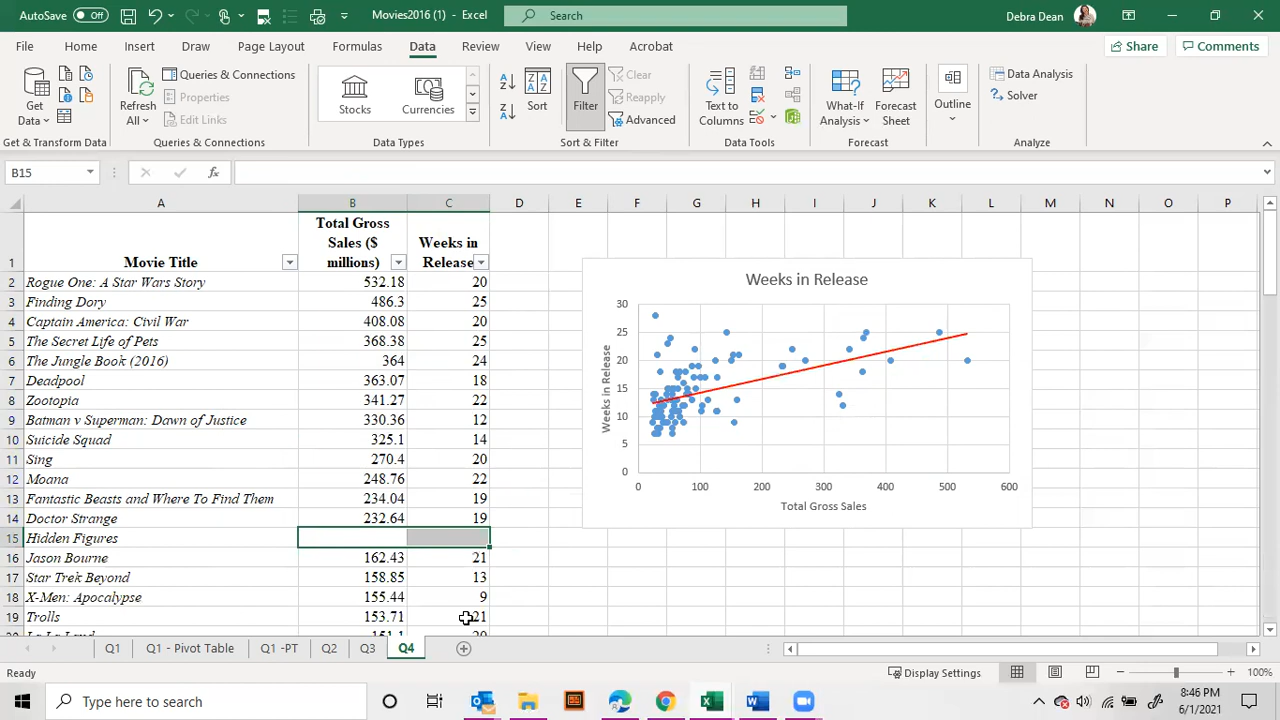 AutoSave Off Movies2016 (1) - Excel Search Debra Dean
File Home Insert Draw Page Layout Formulas Data Review View Help Acrobat Share Comments
Get Data
Refresh All
Queries & Connections
Properties
Edit Links
Stocks Currencies
Sort Filter
Clear
Reapply
Advanced
Text to Columns
What-If Analysis
Forecast Sheet
Outline
Data Analysis
Solver
Get & Transform Data Queries & Connections Data Types Sort & Filter Data Tools Forecast Analyze
B15 fx
A B C D E F G H I J K L M N O P
1 Movie Title Total Gross Sales ($ millions) Weeks in Release
2 Rogue One: A Star Wars Story 532.18 20
3 Finding Dory 486.3 25
4 Captain America: Civil War 408.08 20
5 The Secret Life of Pets 368.38 25
6 The Jungle Book (2016) 364 24
7 Deadpool 363.07 18
8 Zootopia 341.27 22
9 Batman v Superman: Dawn of Justice 330.36 12
10 Suicide Squad 325.1 14
11 Sing 270.4 20
12 Moana 248.76 22
13 Fantastic Beasts and Where To Find Them 234.04 19
14 Doctor Strange 232.64 19
15 Hidden Figures
16 Jason Bourne 162.43 21
17 Star Trek Beyond 158.85 13
18 X-Men: Apocalypse 155.44 9
19 Trolls 153.71 21
La La Land 151.1 20
Weeks in Release
30
25
20
15
10
5
0
Weeks in Release
0 100 200 300 400 500 600
Total Gross Sales
Q1 Q1 - Pivot Table Q1 -PT Q2 Q3 Q4
Ready Display Settings 100%
Type here to search
8:46 PM
6/1/2021